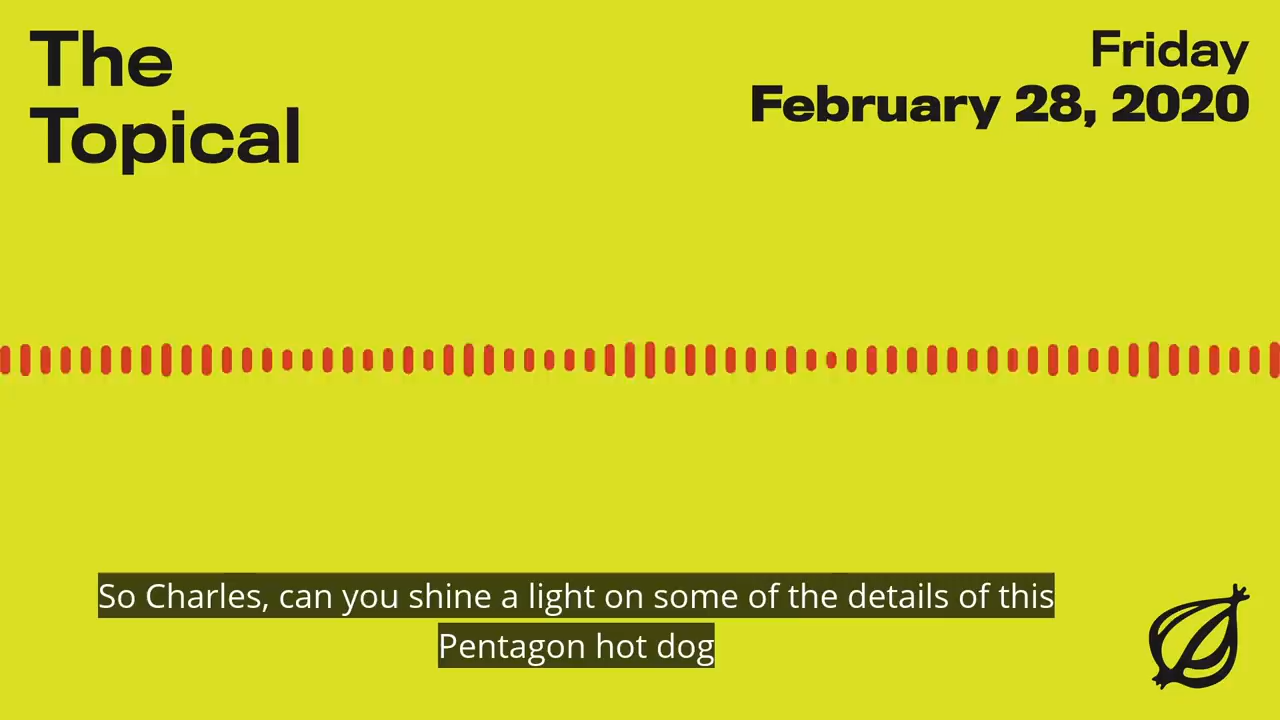 The
Topical
Friday
February 28, 2020
So Charles, can you shine a light on some of the details of this
Pentagon hot dog